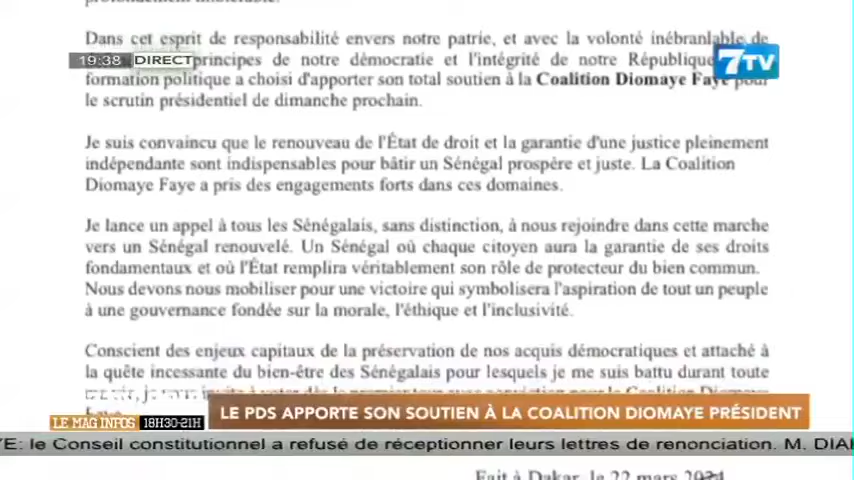 profondément intolérable.
Dans cet esprit de responsabilité envers notre patrie, et avec la volonté inébranlable de
19:38 DIRECT
7TV
principes de notre démocratie et l'intégrité de notre République
formation politique a choisi d'apporter son total soutien à la Coalition Diomaye Faye pour
le scrutin présidentiel de dimanche prochain.
Je suis convaincu que le renouveau de l'État de droit et la garantie d'une justice pleinement
indépendante sont indispensables pour bâtir un Sénégal prospère et juste. La Coalition
Diomaye Faye a pris des engagements forts dans ces domaines.
Je lance un appel à tous les Sénégalais, sans distinction, à nous rejoindre dans cette marche
vers un Sénégal renouvelé. Un Sénégal où chaque citoyen aura la garantie de ses droits
fondamentaux et où l'État remplira véritablement son rôle de protecteur du bien commun.
Nous devons nous mobiliser pour une victoire qui symbolisera l'aspiration de tout un peuple
à une gouvernance fondée sur la morale, l'éthique et l'inclusivité.
Conscient des enjeux capitaux de la préservation de nos acquis démocratiques et attaché à
la quête incessante du bien-être des Sénégalais pour lesquels je me suis battu durant toute
LE PDS APPORTE SON SOUTIEN À LA COALITION DIOMAYE PRÉSIDENT
LE MAG INFOS 18H30-21H
YE: le Conseil constitutionnel a refusé de réceptionner leurs lettres de renonciation. M. DIA
Fait à Dakar, le 22 mars 2024